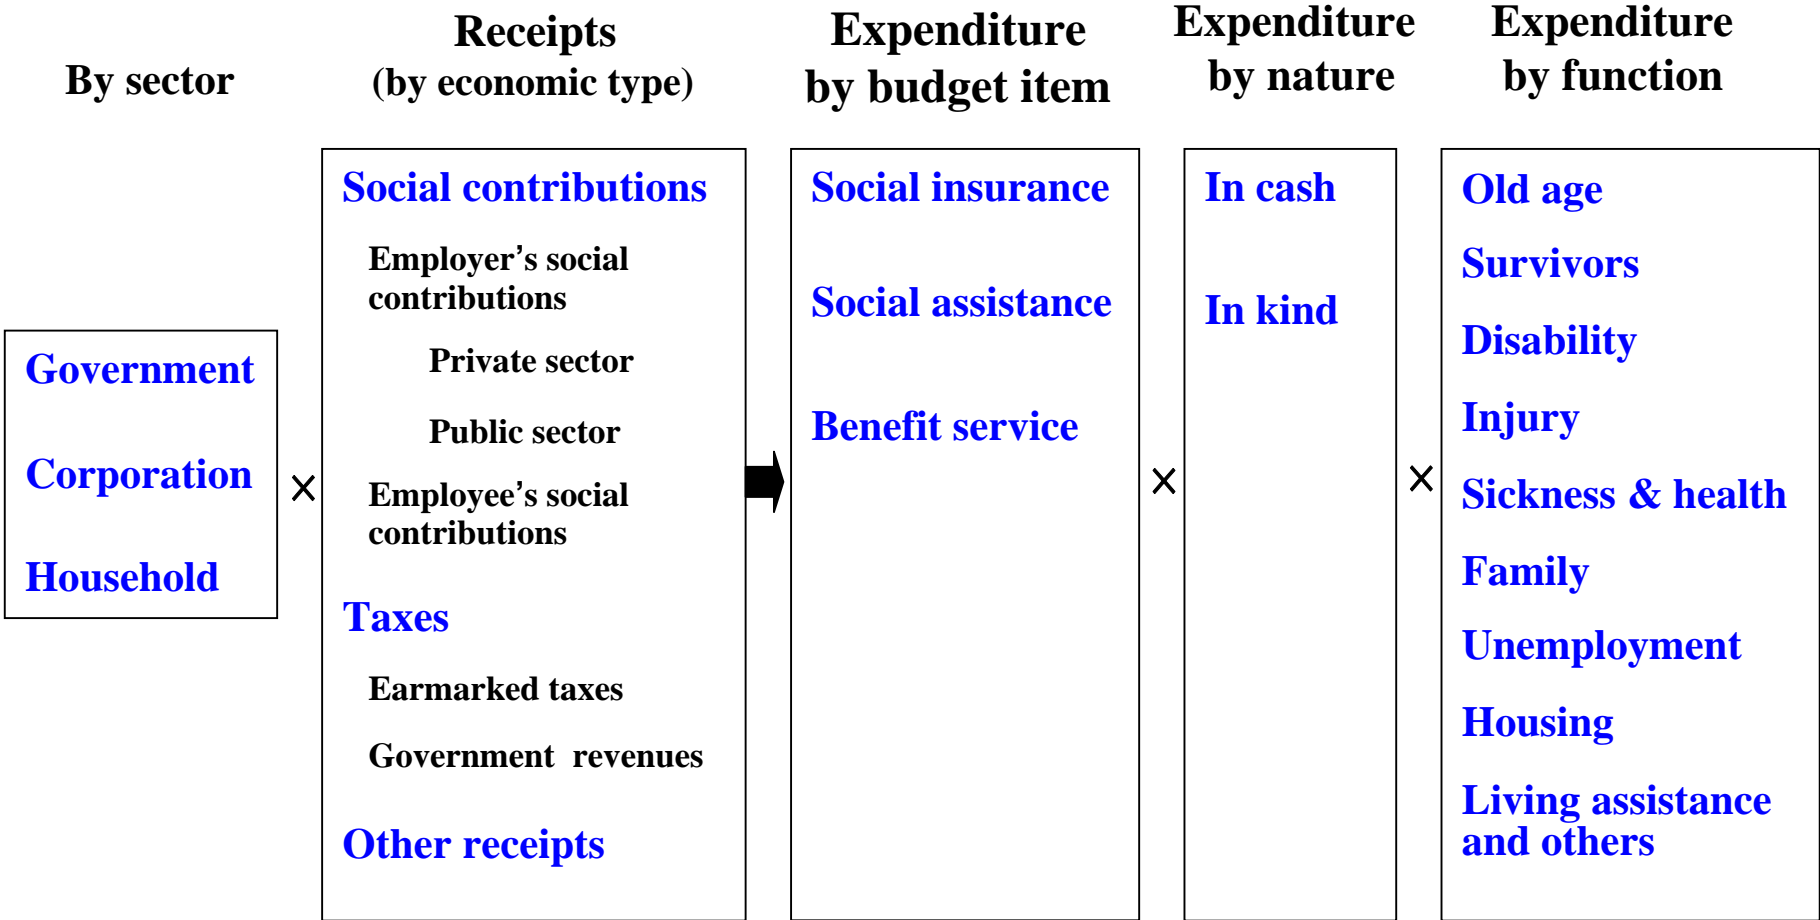 By sector
Receipts
(by economic type)
Expenditure
by budget item
Expenditure
by nature
Expenditure
by function
Government
Corporation
Household
×
Social contributions
Employer’s social
contributions
Private sector
Public sector
Employee’s social
contributions
Taxes
Earmarked taxes
Government revenues
Other receipts
Social insurance
Social assistance
Benefit service
×
In cash
In kind
×
Old age
Survivors
Disability
Injury
Sickness & health
Family
Unemployment
Housing
Living assistance
and others